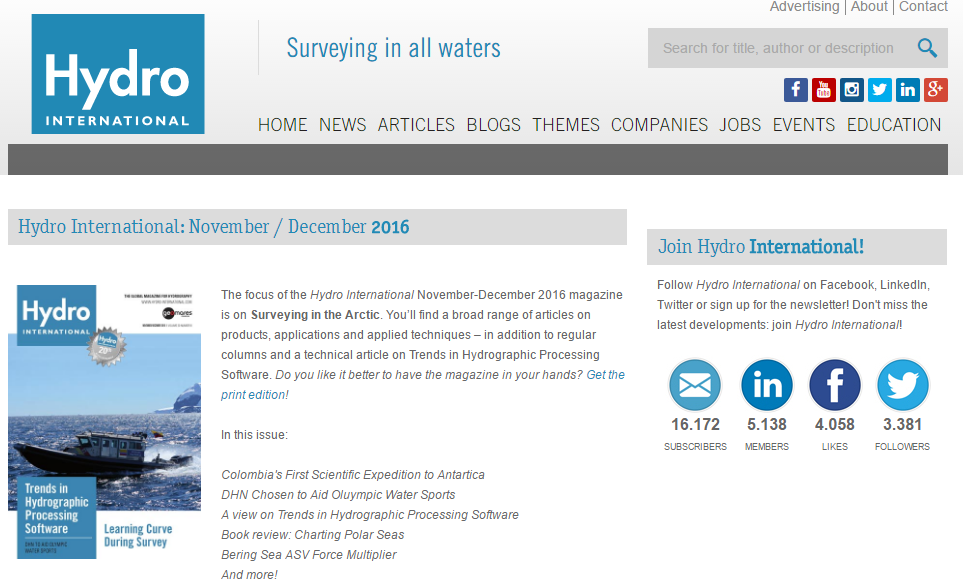 Advertising | About | Contact
Hydro
INTERNATIONAL
Surveying in all waters
Search for title, author or description
f
You
Tube
in
g+
HOME NEWS ARTICLES BLOGS THEMES COMPANIES JOBS EVENTS EDUCATION
Hydro International: November / December 2016
Hydro
INTERNATIONAL
THE GLOBAL MAGAZINE FOR HYDROGRAPHY
geomares
Hydro
Trends in
Hydrographic
Processing
Software
DHN TO AID OLYMPIC
WATER SPORTS
Learning Curve
During Survey
The focus of the Hydro International November-December 2016 magazine
is on Surveying in the Arctic. You'll find a broad range of articles on
products, applications and applied techniques – in addition to regular
columns and a technical article on Trends in Hydrographic Processing
Software. Do you like it better to have the magazine in your hands? Get the
print edition!
In this issue:
Colombia's First Scientific Expedition to Antartica
DHN Chosen to Aid Oluympic Water Sports
A view on Trends in Hydrographic Processing Software
Book review: Charting Polar Seas
Bering Sea ASV Force Multiplier
And more!
Join Hydro International!
Follow Hydro International on Facebook, LinkedIn,
Twitter or sign up for the newsletter! Don't miss the
latest developments: join Hydro International!
in
f
16.172 5.138 4.058 3.381
SUBSCRIBERS MEMBERS LIKES FOLLOWERS